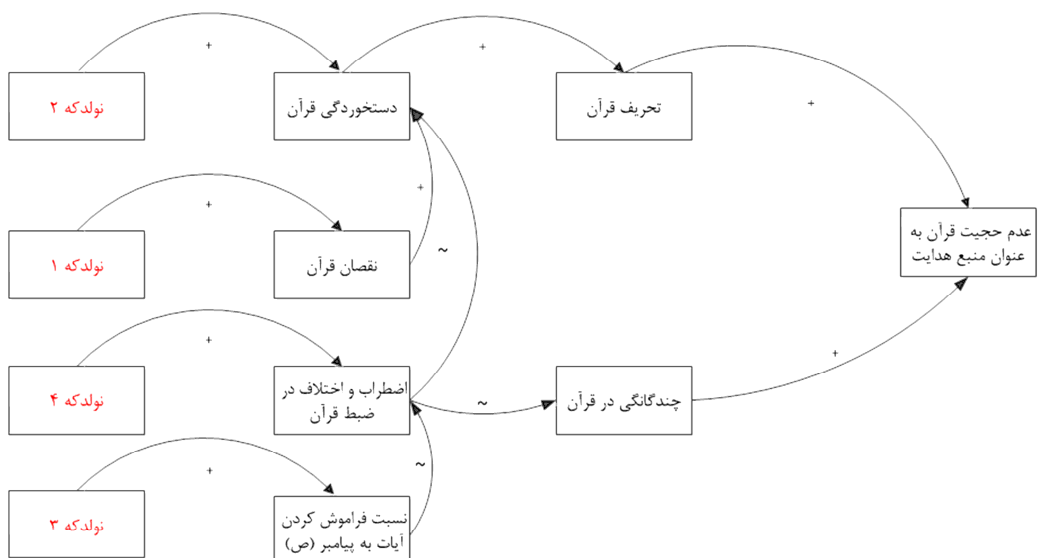 +
+
+
نولدکه ۲
دستخوردگی قرآن
تحریف قرآن
+
+
~
نولدکه ۱
نقصان قرآن
عدم حجیت قرآن به
عنوان منبع هدایت
+
+
نولدکه ۴
اضطراب و اختلاف در
ضبط قرآن
~
چندگانگی در قرآن
+
~
نولدکه ۳
نسبت فراموش کردن
آیات به پیامبر (ص)